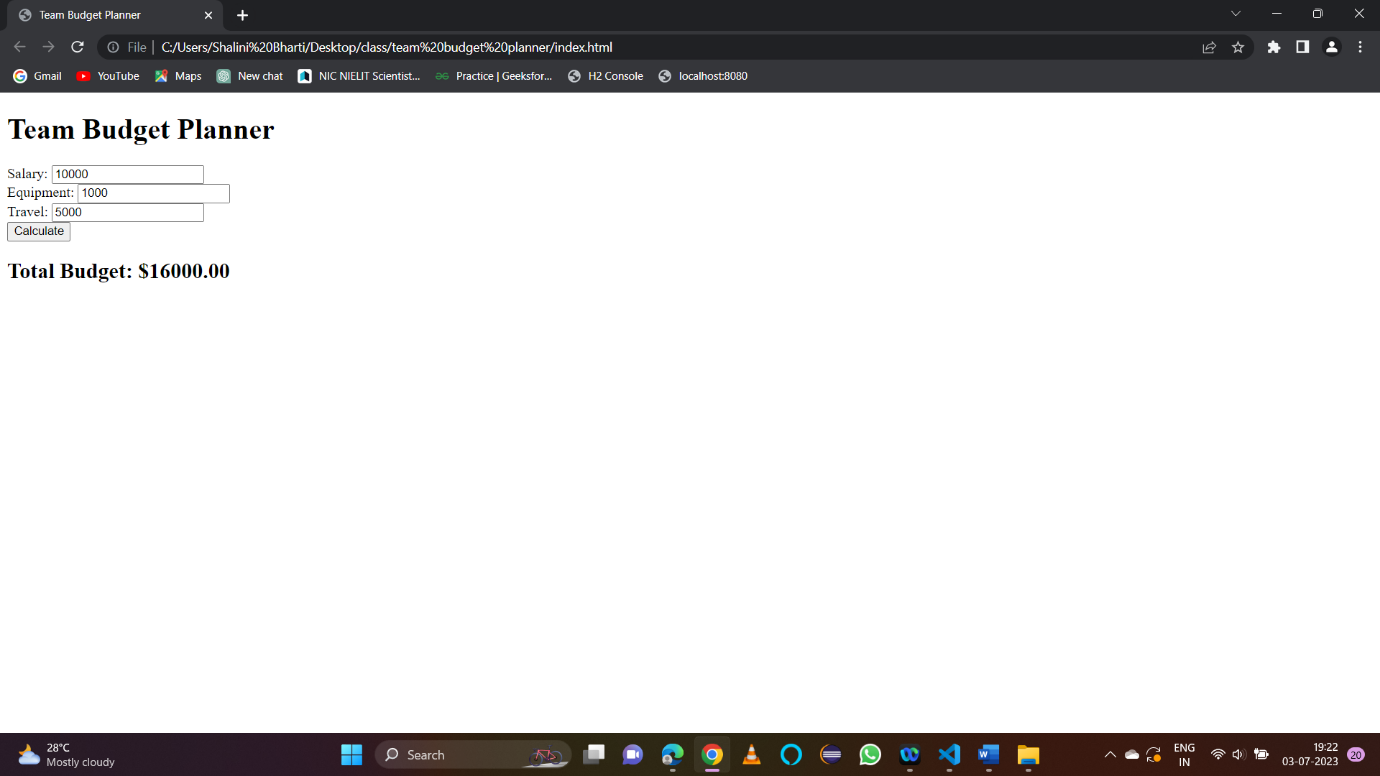 Team Budget Planner
File | C:/Users/Shalini%20Bharti/Desktop/class/team%20budget%20planner/index.html
Gmail YouTube Maps New chat NIC NIELIT Scientist... Practice | Geeksfor... H2 Console localhost:8080
Team Budget Planner
Salary: 10000
Equipment: 1000
Travel: 5000
Calculate
Total Budget: $16000.00
28°C
Mostly cloudy
Search
ENG
IN
19:22
03-07-2023
20